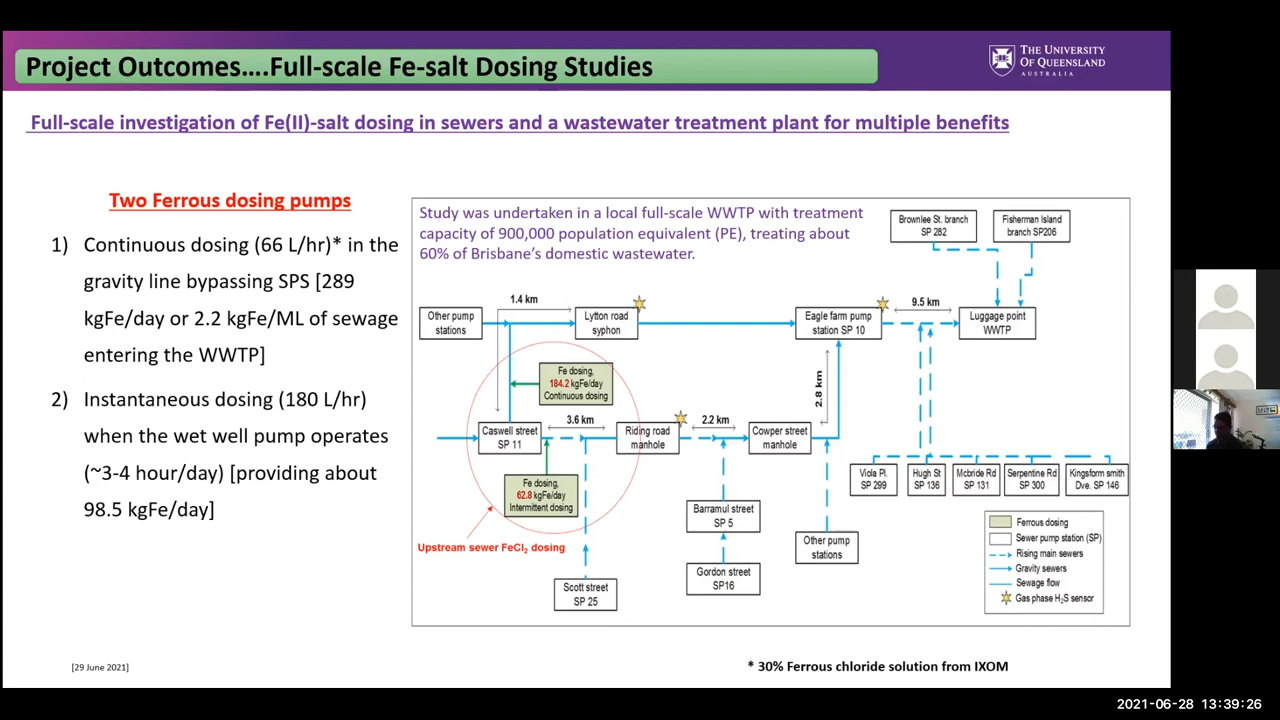 Project Outcomes….Full-scale Fe-salt Dosing Studies
THE UNIVERSITY
OF QUEENSLAND
AUSTRALIA
Full-scale investigation of Fe(II)-salt dosing in sewers and a wastewater treatment plant for multiple benefits
Two Ferrous dosing pumps
1) Continuous dosing (66 L/hr)* in the
gravity line bypassing SPS [289
kgFe/day or 2.2 kgFe/ML of sewage
entering the WWTP]
2) Instantaneous dosing (180 L/hr)
when the wet well pump operates
(~3-4 hour/day) [providing about
98.5 kgFe/day]
Study was undertaken in a local full-scale WWTP with treatment
capacity of 900,000 population equivalent (PE), treating about
60% of Brisbane's domestic wastewater.
Brownlee St. branch
SP 282
Fisherman Island
branch SP206
1.4 km
9.5 km
Other pump
stations
Lytton road
syphon
Eagle farm pump
station SP 10
Luggage point
WWTP
Fe dosing,
184.2 kgFe/day
Continuous dosing
2.8 km
3.6 km
2.2 km
Caswell street
SP 11
Riding road
manhole
Cowper street
manhole
Fe dosing,
62.8 kgFe/day
Intermittent dosing
Viola Pl.
SP 299
Hugh St
SP 136
Mcbride Rd
SP 131
Serpentine Rd
SP 300
Kingsform smith
Dve. SP 146
Barramul street
SP 5
Other pump
stations
Upstream sewer FeCl₂ dosing
Gordon street
SP16
Scott street
SP 25
Ferrous dosing
Sewer pump station (SP)
Rising main sewers
Gravity sewers
Sewage flow
Gas phase H₂S sensor
[29 June 2021]
* 30% Ferrous chloride solution from IXOM
2021-06-28 13:39:26